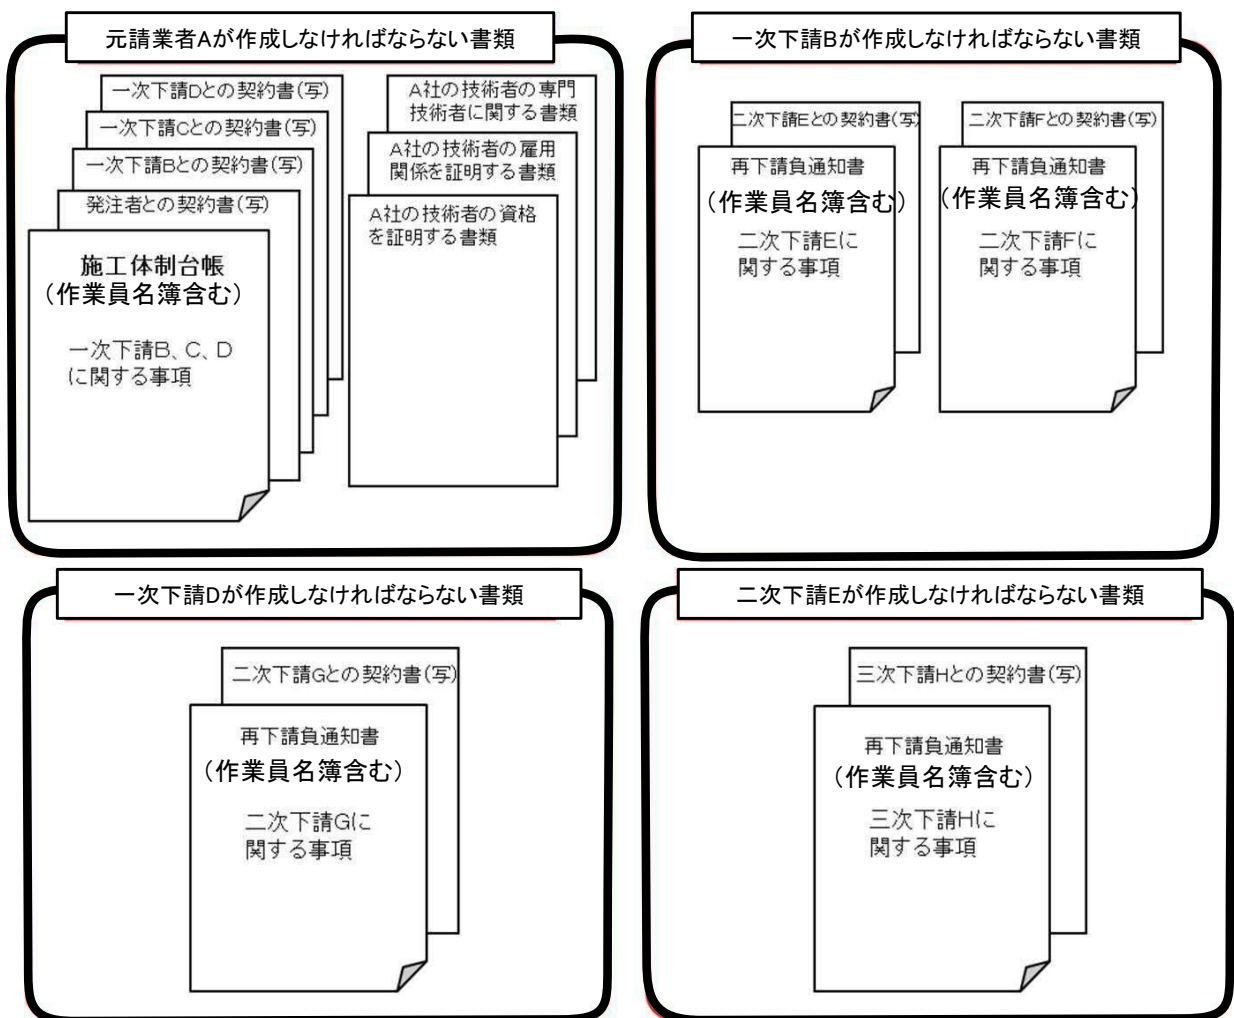 元請業者Aが作成しなければならない書類
一次下請Dとの契約書(写)
一次下請Cとの契約書(写)
一次下請Bとの契約書(写)
発注者との契約書(写)
施工体制台帳
(作業員名簿含む)
一次下請B、C、D
に関する事項
A社の技術者の専門
技術者に関する書類
A社の技術者の雇用
関係を証明する書類
A社の技術者の資格
を証明する書類
一次下請Bが作成しなければならない書類
二次下請Eとの契約書(写)
再下請負通知書
(作業員名簿含む)
二次下請Eに
関する事項
二次下請Fとの契約書(写)
再下請負通知書
(作業員名簿含む)
二次下請Fに
関する事項
一次下請Dが作成しなければならない書類
二次下請Gとの契約書(写)
再下請負通知書
(作業員名簿含む)
二次下請Gに
関する事項
二次下請Eが作成しなければならない書類
三次下請Hとの契約書(写)
再下請負通知書
(作業員名簿含む)
三次下請Hに
関する事項